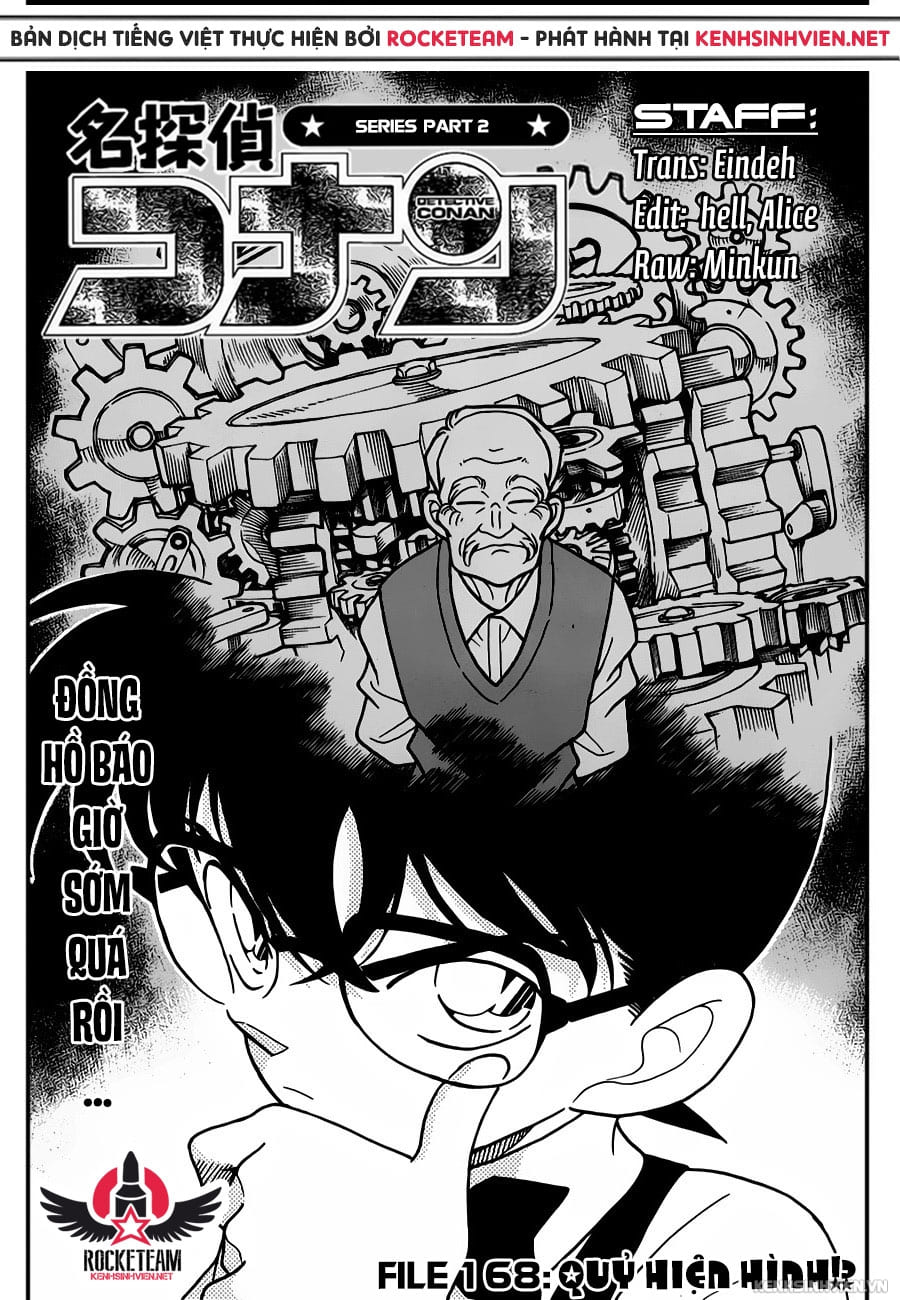 BẢN DỊCH TIẾNG VIỆT THỰC HIỆN BỞI ROCKETEAM - PHÁT HÀNH TẠI KENHSINHVIEN.NET
名探偵
SERIES PART 2
コナン
DETECTIVE
CONAN
STAFF:
Trans: Eindeh
Edit: hell, Alice
Raw: Minkun
ĐỒNG
HỒ BÁO
GIỜ
SỚM
QUÁ
RỒI
...
ROCKETEAM
KENHSINHVIEN.NET
FILE 168: QUỶ HIỆN HÌNH!?
KENHSINHVIEN.VN